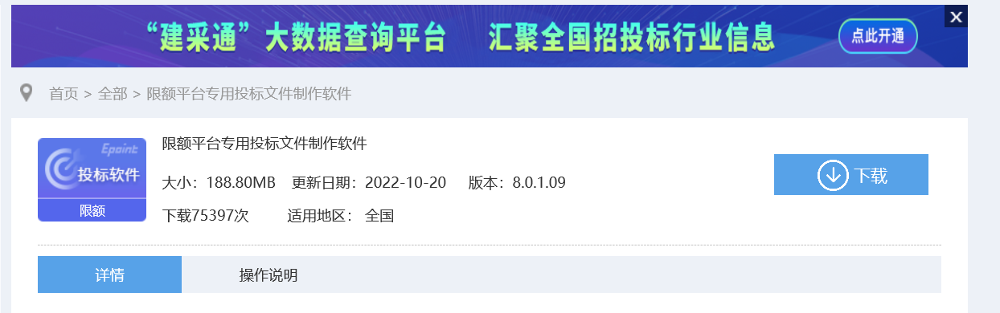 “建采通”大数据查询平台 汇聚全国招投标行业信息 点此开通 X
首页 > 全部 > 限额平台专用投标文件制作软件
Epoint
投标软件
限额
限额平台专用投标文件制作软件
大小：188.80MB 更新日期：2022-10-20 版本：8.0.1.09
下载75397次 适用地区： 全国
下载
详情 操作说明